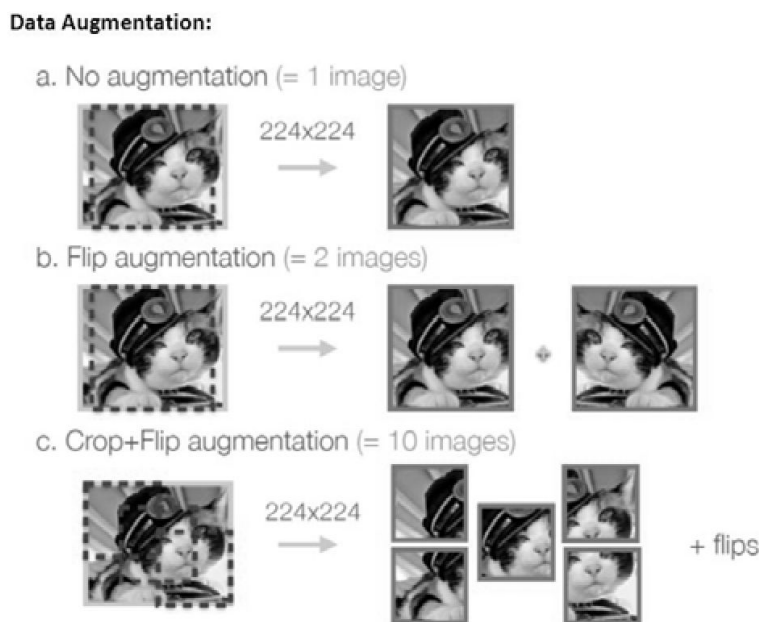 Data Augmentation:
a. No augmentation (= 1 image)
224x224
b. Flip augmentation (= 2 images)
224x224
c. Crop+Flip augmentation (= 10 images)
224x224
+ flips